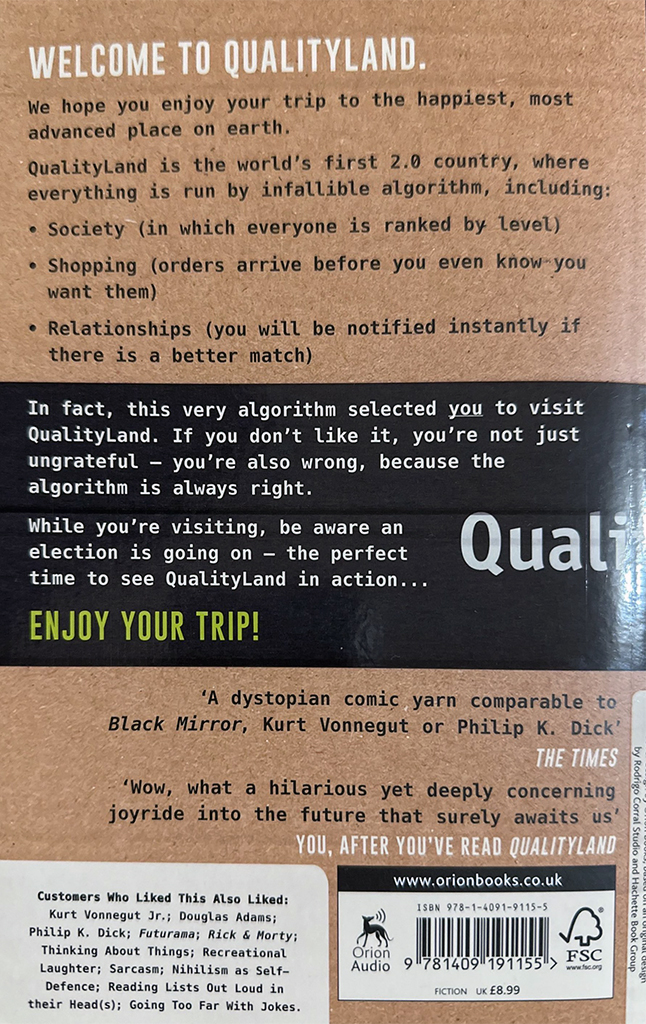 WELCOME TO QUALITYLAND.
We hope you enjoy your trip to the happiest, most
advanced place on earth.
QualityLand is the world's first 2.0 country, where
everything is run by infallible algorithm, including:
• Society (in which everyone is ranked by level)
• Shopping (orders arrive before you even know you
want them)
• Relationships (you will be notified instantly if
there is a better match)
In fact, this very algorithm selected you to visit
QualityLand. If you don't like it, you're not just
ungrateful – you're also wrong, because the
algorithm is always right.
While you're visiting, be aware an
election is going on – the perfect
time to see QualityLand in action...
Quali
ENJOY YOUR TRIP!
'A dystopian comic yarn comparable to
Black Mirror, Kurt Vonnegut or Philip K. Dick'
THE TIMES
'Wow, what a hilarious yet deeply concerning
joyride into the future that surely awaits us'
YOU, AFTER YOU'VE READ QUALITYLAND
Customers Who Liked This Also Liked:
Kurt Vonnegut Jr.; Douglas Adams;
Philip K. Dick; Futurama; Rick & Morty;
Thinking About Things; Recreational
Laughter; Sarcasm; Nihilism as Self-
Defence; Reading Lists Out Loud in
their Head(s); Going Too Far With Jokes.
www.orionbooks.co.uk
ISBN 978-1-4091-9115-5
Orion
Audio
9 781409 191155 >
FSC
www.fsc.org
FICTION UK £8.99
by Rodrigo Corral Studio and Hachette Book Group